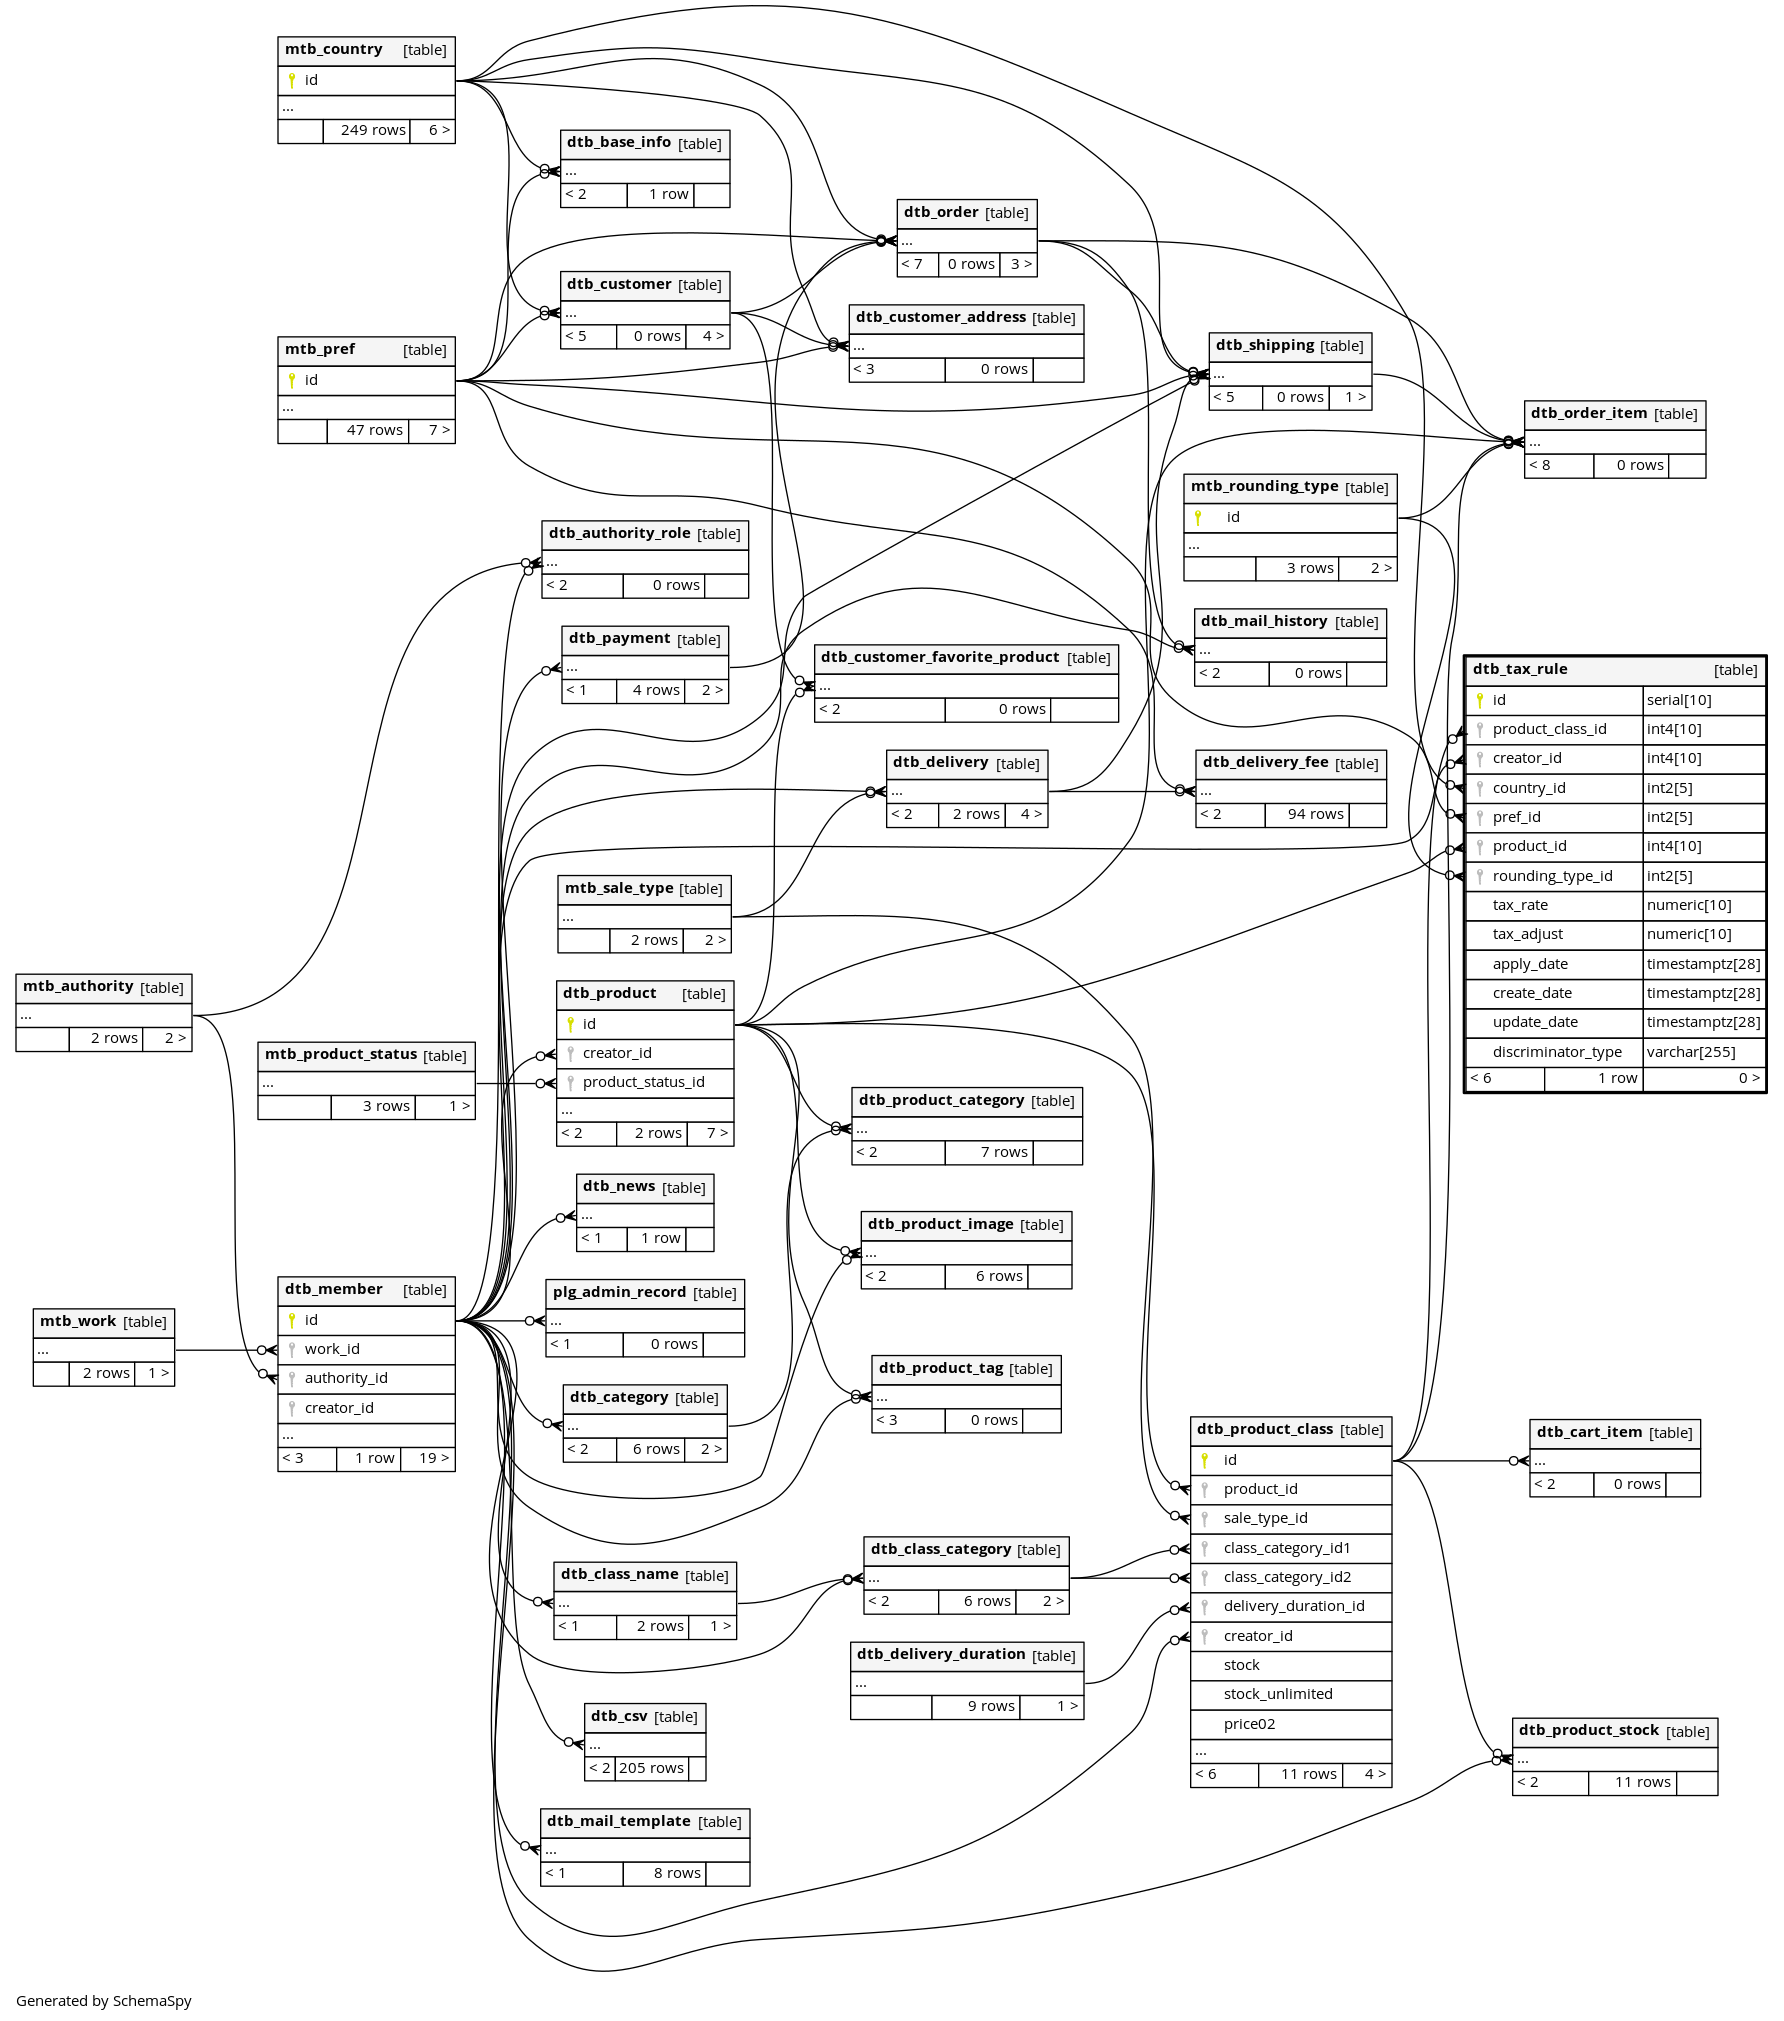 mtb_country [table]
id
...
249 rows 6 >
dtb_base_info [table]
...
< 2 1 row
dtb_order [table]
...
< 7 0 rows 3 >
dtb_customer [table]
...
< 5 0 rows 4 >
dtb_customer_address [table]
...
< 3 0 rows
mtb_pref [table]
id
...
47 rows 7 >
dtb_shipping [table]
...
< 5 0 rows 1 >
dtb_order_item [table]
...
< 8 0 rows
mtb_rounding_type [table]
id
...
3 rows 2 >
dtb_authority_role [table]
...
< 2 0 rows
dtb_payment [table]
...
< 1 4 rows 2 >
dtb_customer_favorite_product [table]
...
< 2 0 rows
dtb_mail_history [table]
...
< 2 0 rows
dtb_tax_rule [table]
id serial[10]
product_class_id int4[10]
creator_id int4[10]
country_id int2[5]
pref_id int2[5]
product_id int4[10]
rounding_type_id int2[5]
tax_rate numeric[10]
tax_adjust numeric[10]
apply_date timestamptz[28]
create_date timestamptz[28]
update_date timestamptz[28]
discriminator_type varchar[255]
< 6 1 row 0 >
dtb_delivery [table]
...
< 2 2 rows 4 >
dtb_delivery_fee [table]
...
< 2 94 rows
mtb_sale_type [table]
...
2 rows 2 >
mtb_authority [table]
...
2 rows 2 >
dtb_product [table]
id
creator_id
product_status_id
...
< 2 2 rows 7 >
mtb_product_status [table]
...
3 rows 1 >
dtb_product_category [table]
...
< 2 7 rows
dtb_news [table]
...
< 1 1 row
dtb_product_image [table]
...
< 2 6 rows
dtb_member [table]
id
work_id
authority_id
creator_id
...
< 3 1 row 19 >
mtb_work [table]
...
2 rows 1 >
plg_admin_record [table]
...
< 1 0 rows
dtb_product_tag [table]
...
< 3 0 rows
dtb_category [table]
...
< 2 6 rows 2 >
dtb_product_class [table]
id
product_id
sale_type_id
class_category_id1
class_category_id2
delivery_duration_id
creator_id
stock
stock_unlimited
price02
...
< 6 11 rows 4 >
dtb_cart_item [table]
...
< 2 0 rows
dtb_class_category [table]
...
< 2 6 rows 2 >
dtb_class_name [table]
...
< 1 2 rows 1 >
dtb_delivery_duration [table]
...
9 rows 1 >
dtb_csv [table]
...
< 2 205 rows
dtb_product_stock [table]
...
< 2 11 rows
dtb_mail_template [table]
...
< 1 8 rows
Generated by SchemaSpy